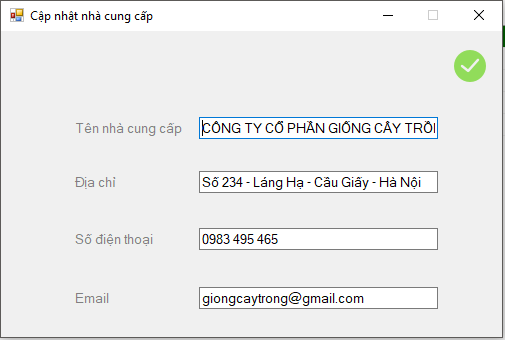 Cập nhật nhà cung cấp
Tên nhà cung cấp
CÔNG TY CỔ PHẦN GIỐNG CÂY TRỒI
Địa chỉ
Số 234 - Láng Hạ - Cầu Giấy - Hà Nội
Số điện thoại
0983 495 465
Email
giongcaytrong@gmail.com